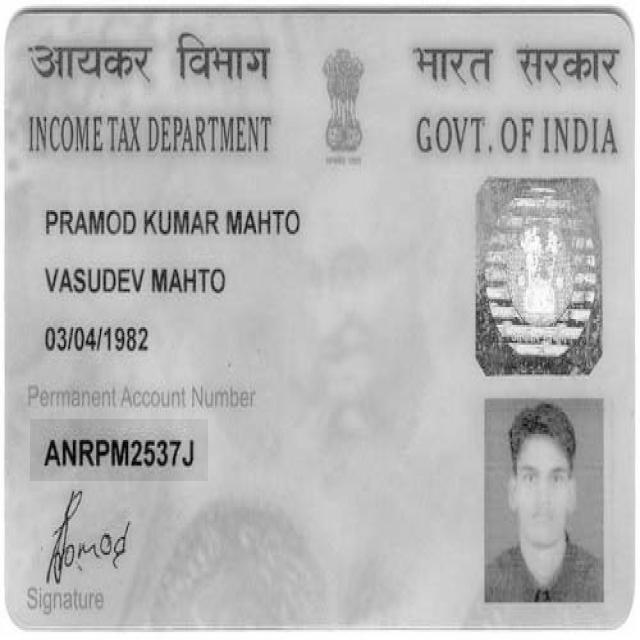 आयकर विभाग
भारत सरकार
INCOME TAX DEPARTMENT
GOVT. OF INDIA
PRAMOD KUMAR MAHTO
VASUDEV MAHTO
03/04/1982
Permanent Account Number
ANRPM2537J
Pramod
Signature